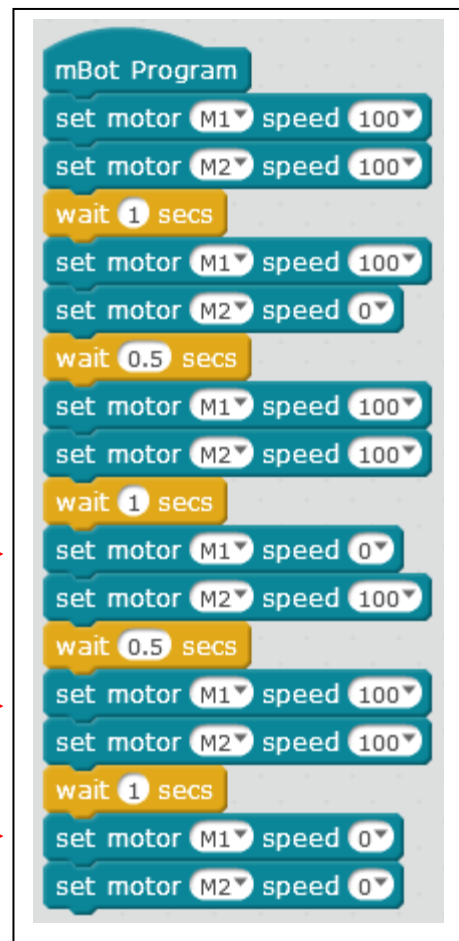 mBot Program
set motor M1 speed 100
set motor M2 speed 100
wait 1 secs
set motor M1 speed 100
set motor M2 speed 0
wait 0.5 secs
set motor M1 speed 100
set motor M2 speed 100
wait 1 secs
set motor M1 speed 0
set motor M2 speed 100
wait 0.5 secs
set motor M1 speed 100
set motor M2 speed 100
wait 1 secs
set motor M1 speed 0
set motor M2 speed 0